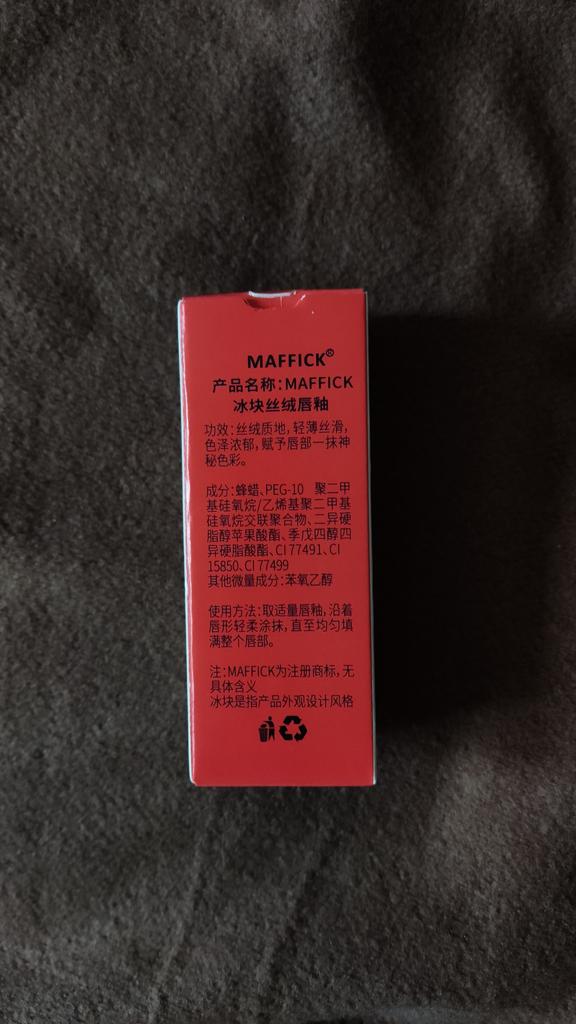 MAFFICK®
产品名称:MAFFICK
冰块丝绒唇釉
功效:丝绒质地,轻薄丝滑,
色泽浓郁,赋予唇部一抹神
秘色彩。
成分:蜂蜡、PEG-10 聚二甲
基硅氧烷/乙烯基聚二甲基
硅氧烷交联聚合物、二异硬
脂醇苹果酸酯、季戊四醇四
异硬脂酸酯、CI 77491、CI
15850、CI 77499
其他微量成分:苯氧乙醇
使用方法:取适量唇釉,沿着
唇形轻柔涂抹,直至均匀填
满整个唇部。
注:MAFFICK为注册商标,无
具体含义
冰块是指产品外观设计风格